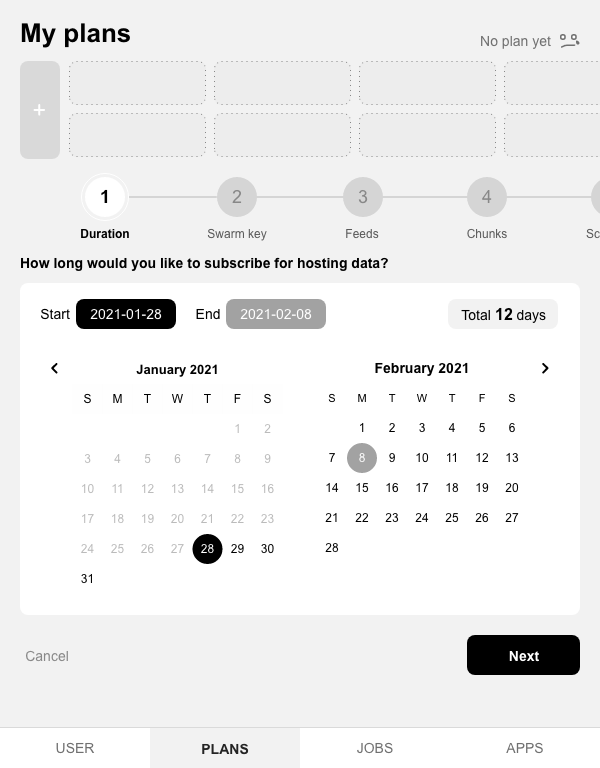 My plans
No plan yet
+
1 2 3 4
Duration Swarm key Feeds Chunks Sc
How long would you like to subscribe for hosting data?
Start 2021-01-28 End 2021-02-08 Total 12 days
January 2021
S M T W T F S
1 2
3 4 5 6 7 8 9
10 11 12 13 14 15 16
17 18 19 20 21 22 23
24 25 26 27 28 29 30
31
February 2021
S M T W T F S
1 2 3 4 5 6
7 8 9 10 11 12 13
14 15 16 17 18 19 20
21 22 23 24 25 26 27
28
Cancel Next
USER PLANS JOBS APPS